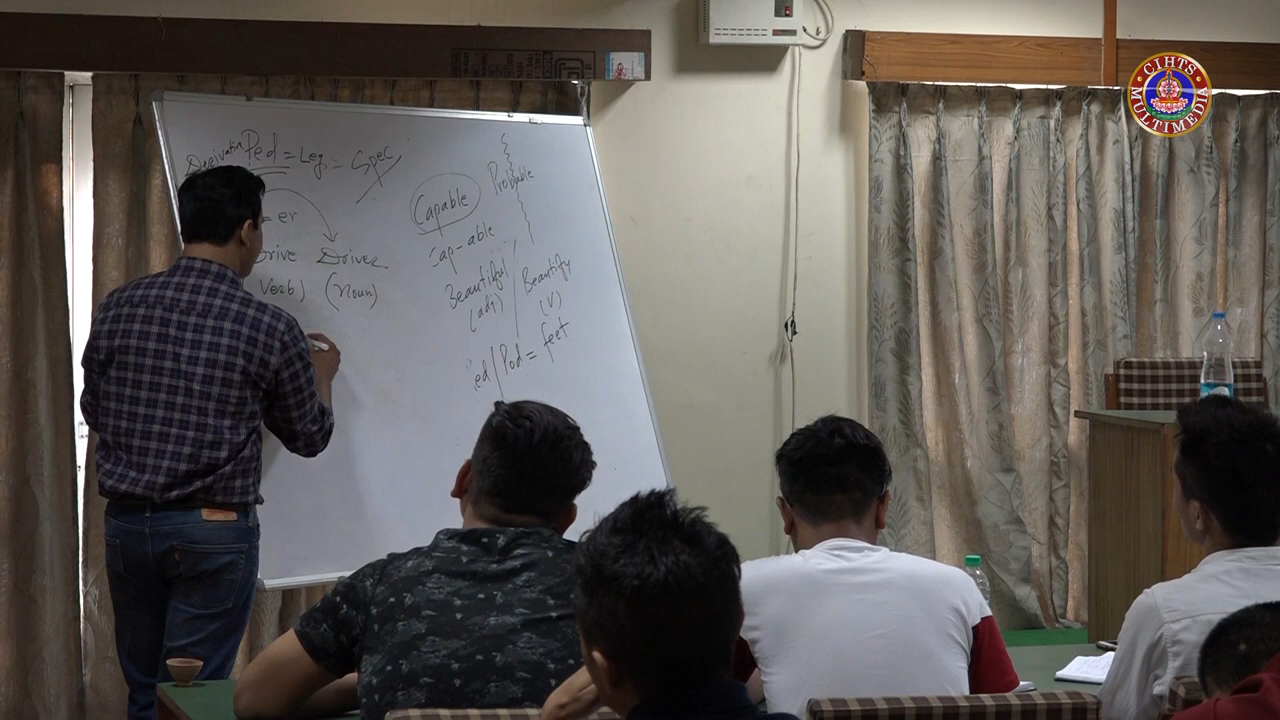 Derivation Ped = Leg = Spec
= er
Drive Driver
Verb) (Noun)
Capable
Cap-able
Probable
Beautiful / Beautify
(adj) (V)
ed / Pod = feet
CIHTS
MULTIMEDIA